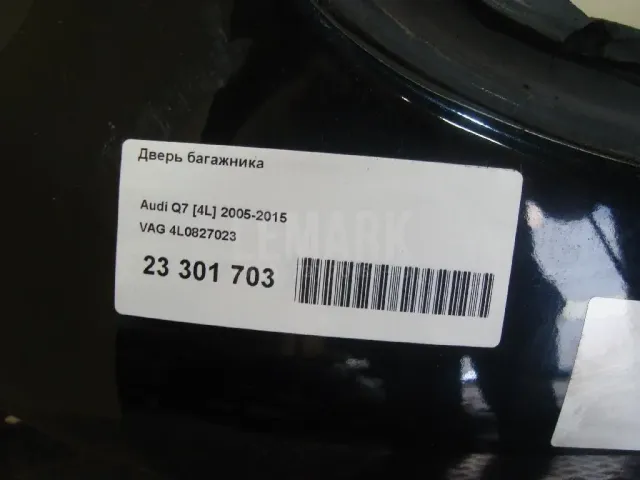 Дверь багажника
Audi Q7 [4L] 2005-2015
VAG 4L0827023
23 301 703